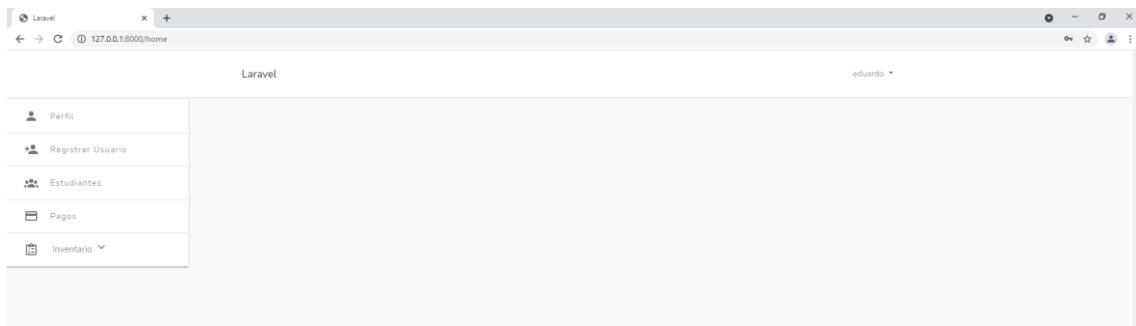 Laravel
127.0.0.1:8000/home
Laravel
eduardo
Perfil
Registrar Usuario
Estudiantes
Pagos
Inventario